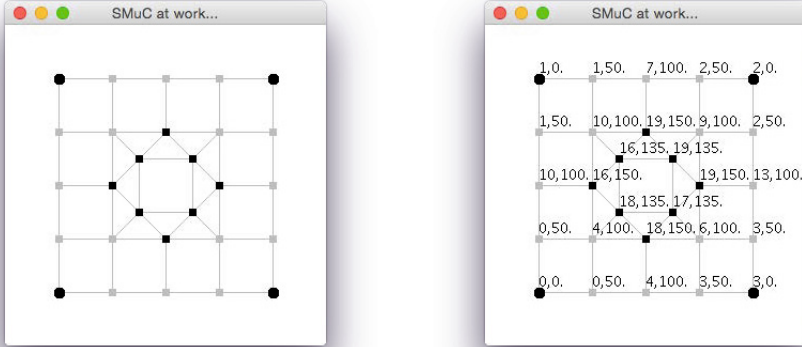 SMuC at work...
SMuC at work...
1,0. 1,50. 7,100. 2,50. 2,0.
1,50. 10,100. 19,150. 9,100. 2,50.
16,135. 19,135.
10,100. 16,150. 19,150. 13,100.
18,135. 17,135.
0,50. 4,100. 18,150. 6,100. 3,50.
0,0. 0,50. 4,100. 3,50. 3,0.